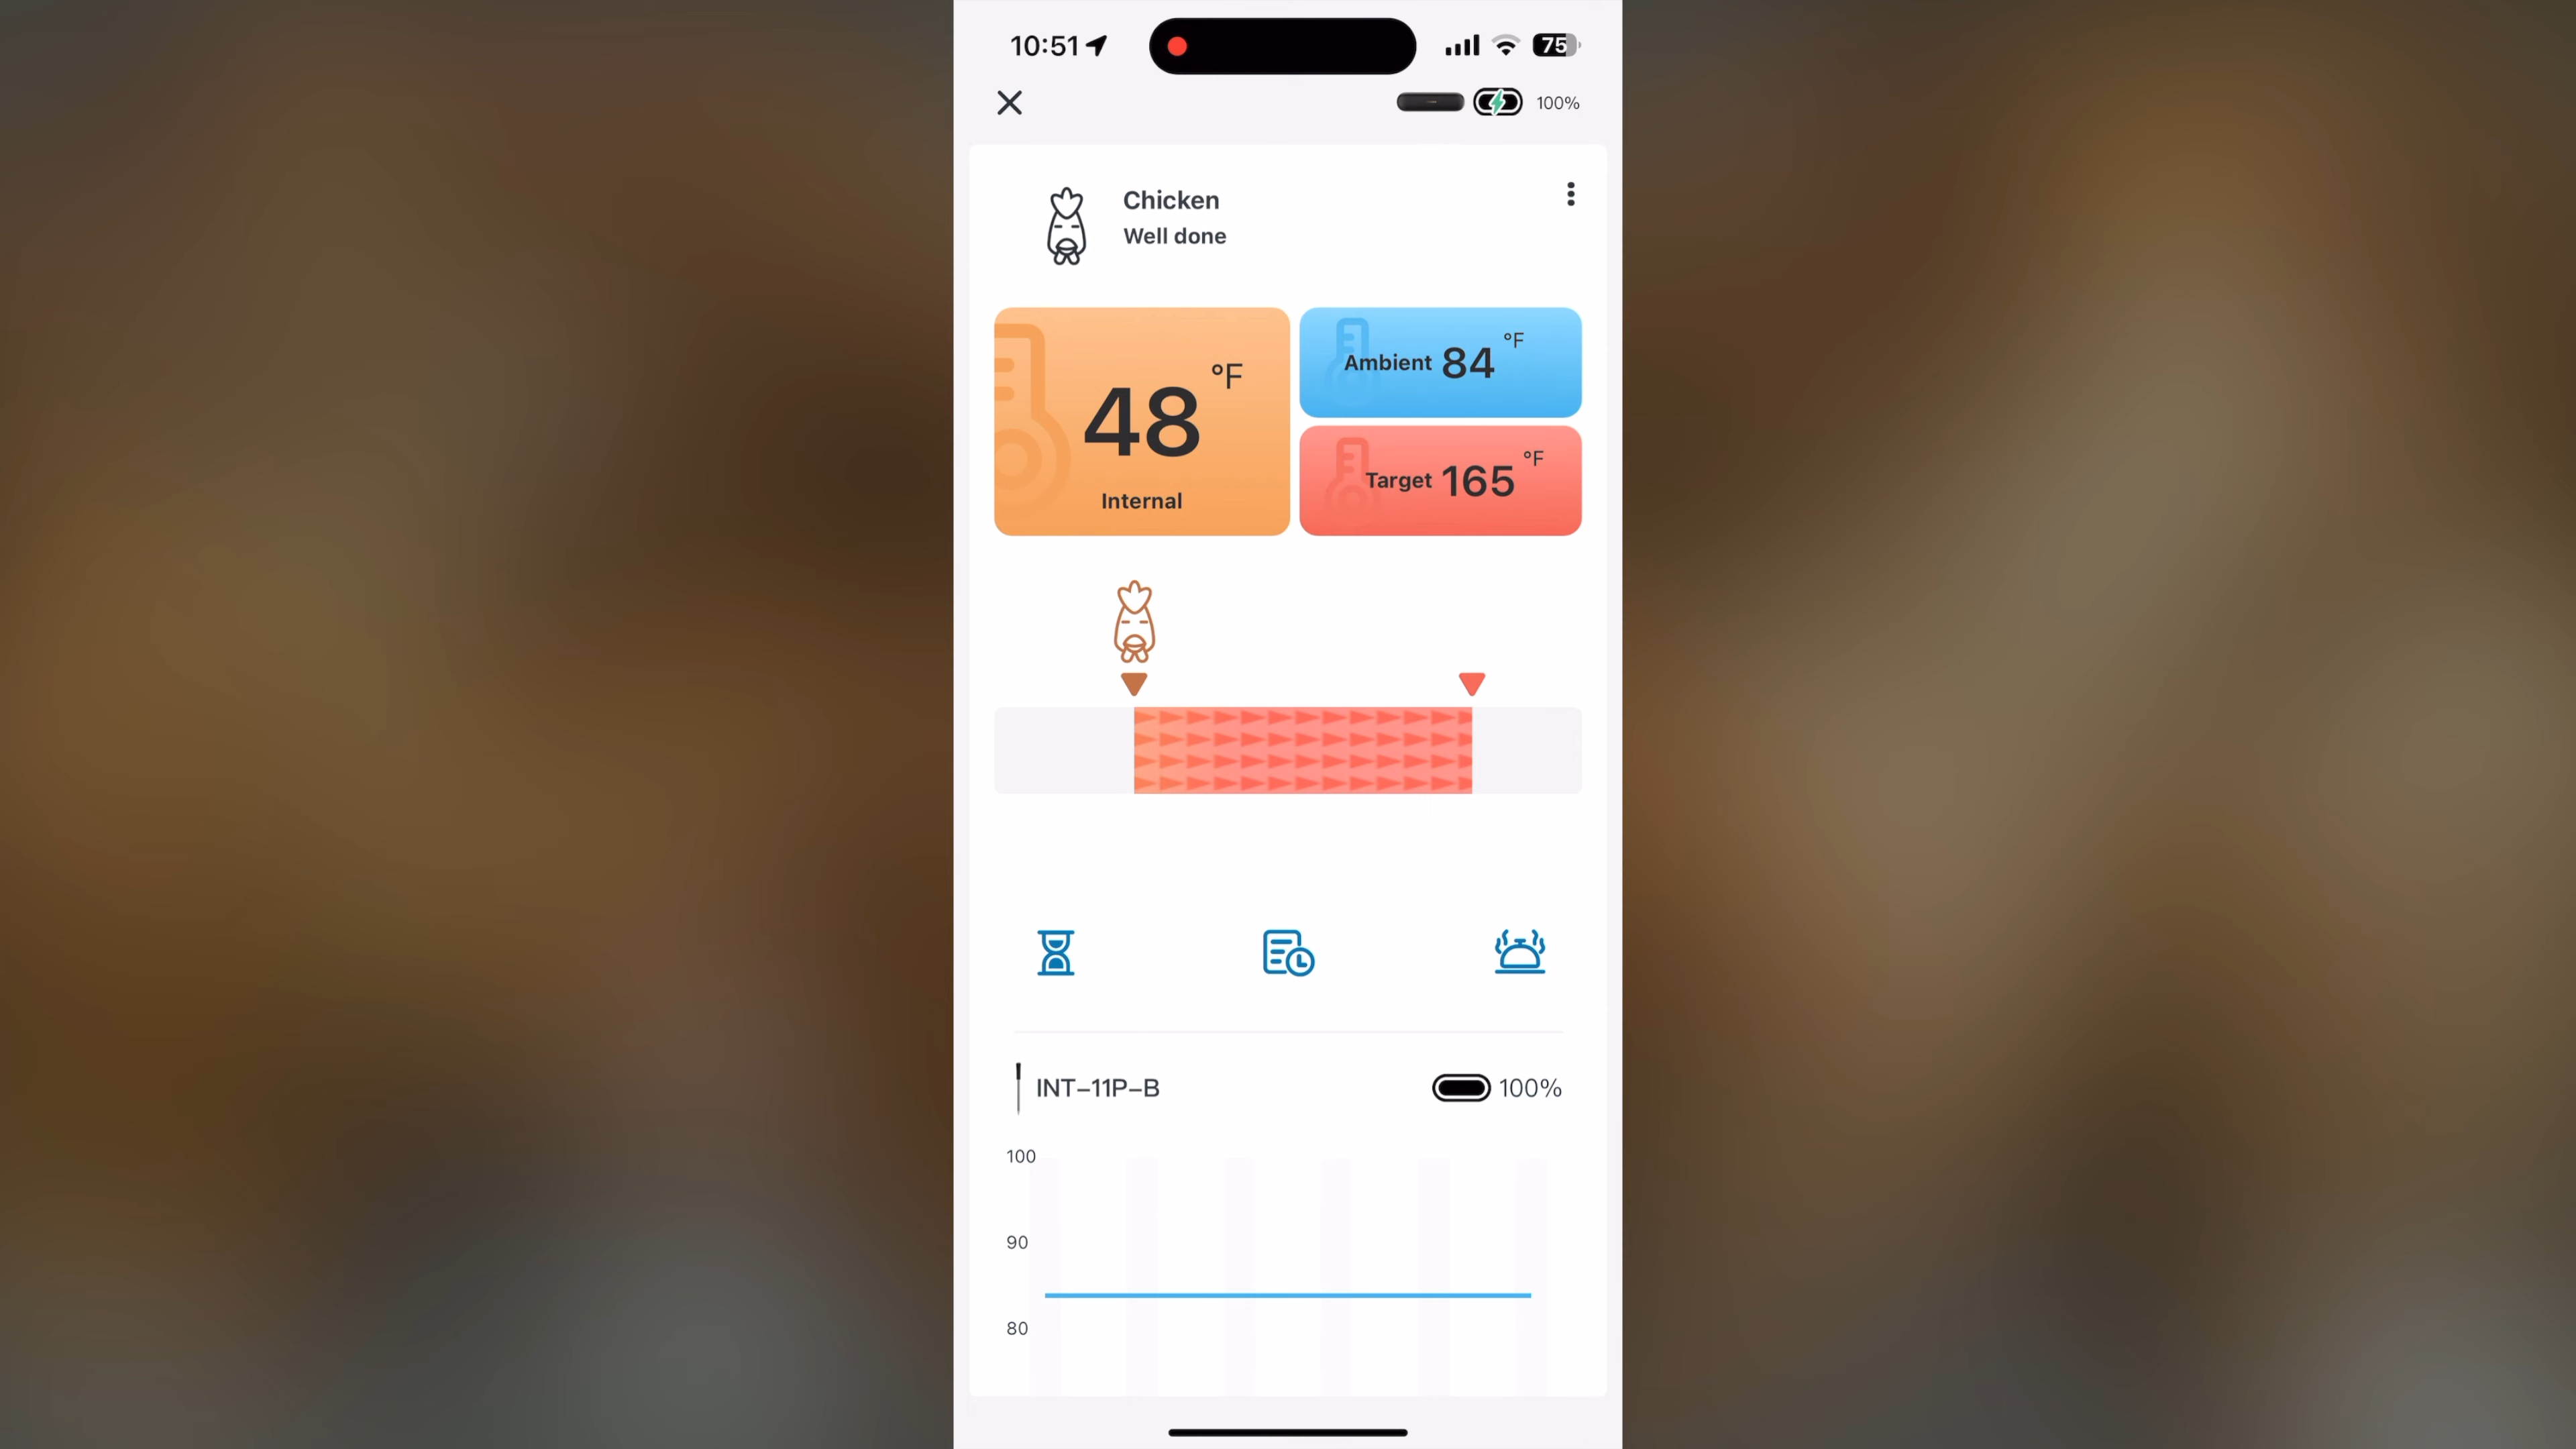 10:51
75
100%
Chicken
Well done
48 °F
Internal
Ambient 84 °F
Target 165 °F
INT-11P-B
100%
100
90
80